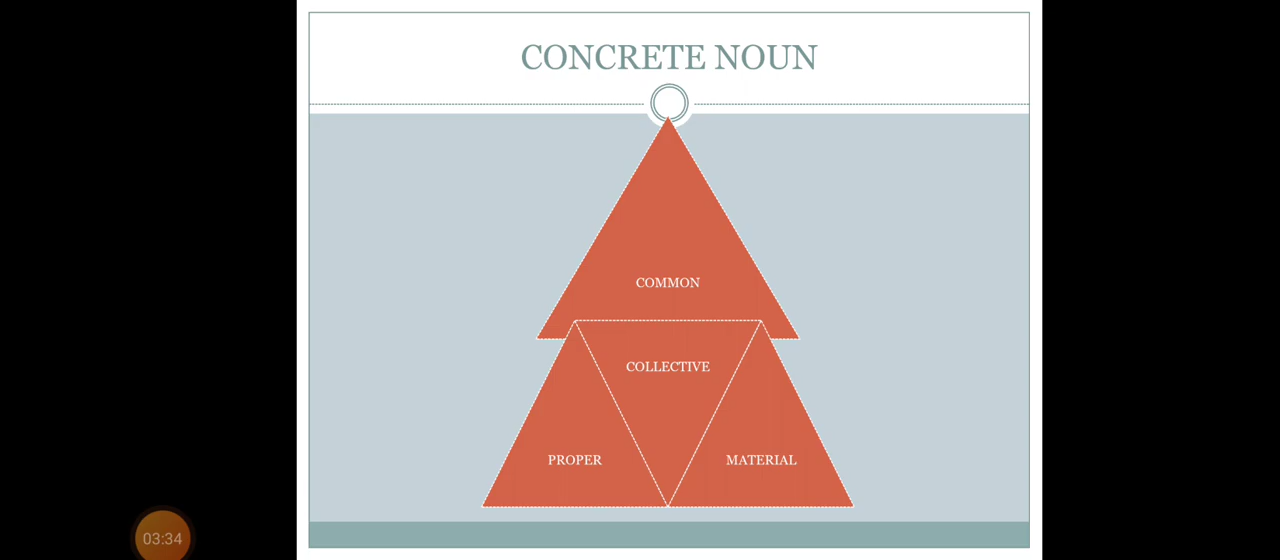 CONCRETE NOUN
COMMON
COLLECTIVE
PROPER
MATERIAL
03:34